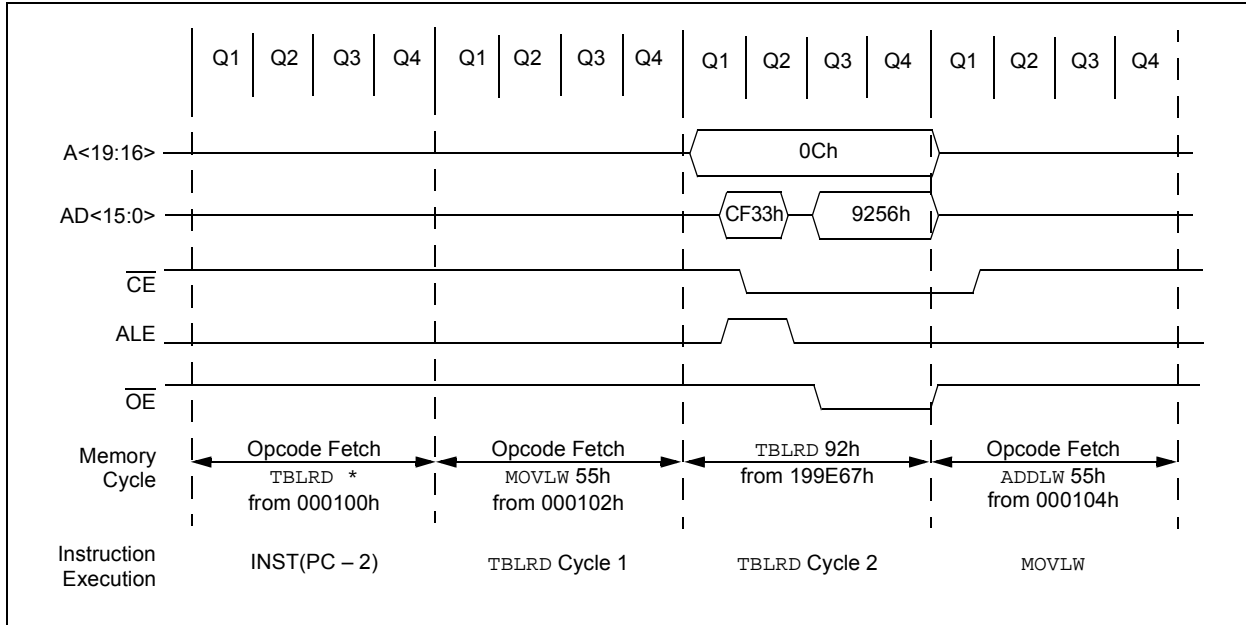 Q1 Q2 Q3 Q4 Q1 Q2 Q3 Q4 Q1 Q2 Q3 Q4 Q1 Q2 Q3 Q4
A<19:16> 0Ch
AD<15:0> CF33h 9256h
CE
ALE
OE
Memory Cycle
Opcode Fetch
TBLRD *
from 000100h
Opcode Fetch
MOVLW 55h
from 000102h
TBLRD 92h
from 199E67h
Opcode Fetch
ADDLW 55h
from 000104h
Instruction Execution
INST(PC – 2)
TBLRD Cycle 1
TBLRD Cycle 2
MOVLW